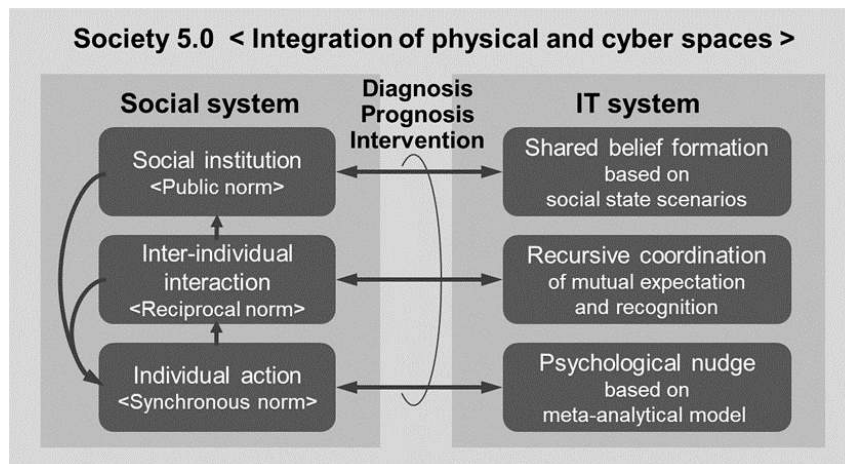 Society 5.0 < Integration of physical and cyber spaces >
Social system
Diagnosis
Prognosis
Intervention
IT system
Social institution
<Public norm>
Shared belief formation
based on
social state scenarios
Inter-individual
interaction
<Reciprocal norm>
Recursive coordination
of mutual expectation
and recognition
Individual action
<Synchronous norm>
Psychological nudge
based on
meta-analytical model